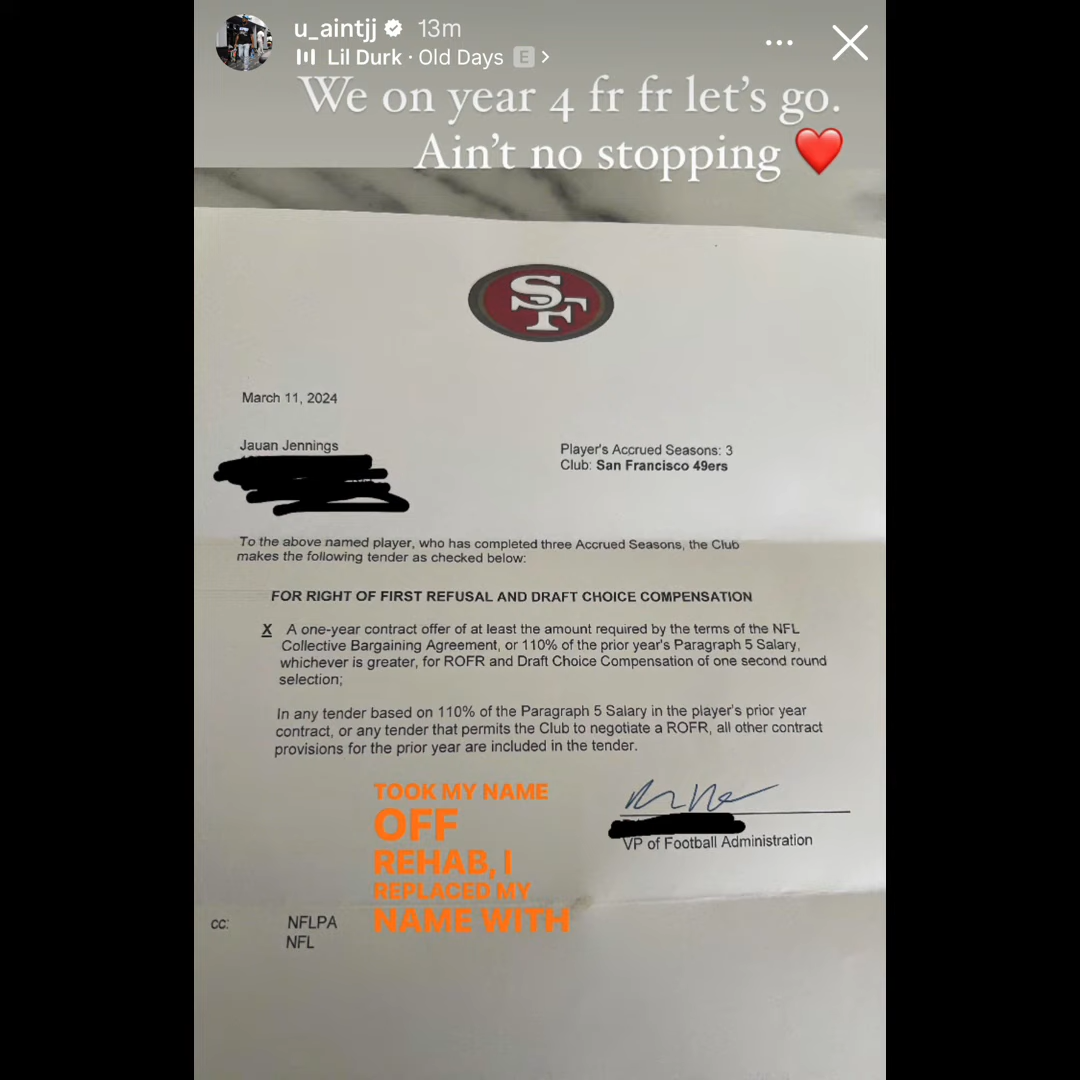 u_aintjj 13m
Lil Durk · Old Days E >
We on year 4 fr fr let's go.
Ain't no stopping ❤️
SF
March 11, 2024
Jauan Jennings
Player's Accrued Seasons: 3
Club: San Francisco 49ers
To the above named player, who has completed three Accrued Seasons, the Club
makes the following tender as checked below:
FOR RIGHT OF FIRST REFUSAL AND DRAFT CHOICE COMPENSATION
X A one-year contract offer of at least the amount required by the terms of the NFL
Collective Bargaining Agreement, or 110% of the prior year's Paragraph 5 Salary,
whichever is greater, for ROFR and Draft Choice Compensation of one second round
selection;
In any tender based on 110% of the Paragraph 5 Salary in the player's prior year
contract, or any tender that permits the Club to negotiate a ROFR, all other contract
provisions for the prior year are included in the tender.
TOOK MY NAME
OFF
REHAB, I
REPLACED MY
NAME WITH
VP of Football Administration
cc: NFLPA
NFL